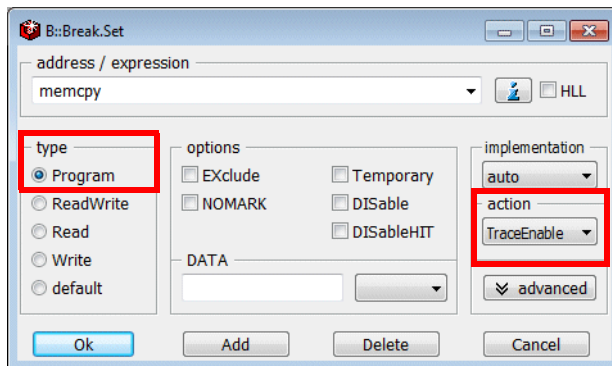 B::Break.Set
address / expression
memcpy
i
HLL
type
options
implementation
Program
EXclude
Temporary
auto
ReadWrite
NOMARK
DISable
action
Read
DISableHIT
TraceEnable
Write
DATA
default
advanced
Ok
Add
Delete
Cancel